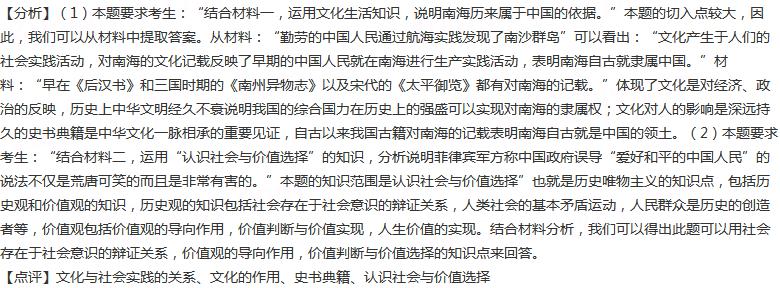 【分析】（1）本题要求考生：“结合材料一，运用文化生活知识，说明南海历来属于中国的依据。”本题的切入点较大，因
此，我们可以从材料中提取答案。从材料：“勤劳的中国人民通过航海实践发现了南沙群岛”可以看出：“文化产生于人们的
社会实践活动，对南海的文化记载反映了早期的中国人民就在南海进行生产实践活动，表明南海自古就隶属中国。”材
料：“早在《后汉书》和三国时期的《南州异物志》以及宋代的《太平御览》都有对南海的记载。”体现了文化是对经济、政
治的反映，历史上中华文明经久不衰说明我国的综合国力在历史上的强盛可以实现对南海的隶属权；文化对人的影响是深远持
久的史书典籍是中华文化一脉相承的重要见证，自古以来我国古籍对南海的记载表明南海自古就是中国的领土。（2）本题要求
考生：“结合材料二，运用“认识社会与价值选择”的知识，分析说明菲律宾军方称中国政府误导“爱好和平的中国人民”的
说法不仅是荒唐可笑的而且是非常有害的。”本题的知识范围是认识社会与价值选择”也就是历史唯物主义的知识点，包括历
史观和价值观的知识，历史观的知识包括社会存在于社会意识的辩证关系，人类社会的基本矛盾运动，人民群众是历史的创造
者等，价值观包括价值观的导向作用，价值判断与价值实现，人生价值的实现。结合材料分析，我们可以得出此题可以用社会
存在于社会意识的辩证关系，价值观的导向作用，价值判断与价值选择的知识点来回答。
【点评】文化与社会实践的关系、文化的作用、史书典籍、认识社会与价值选择